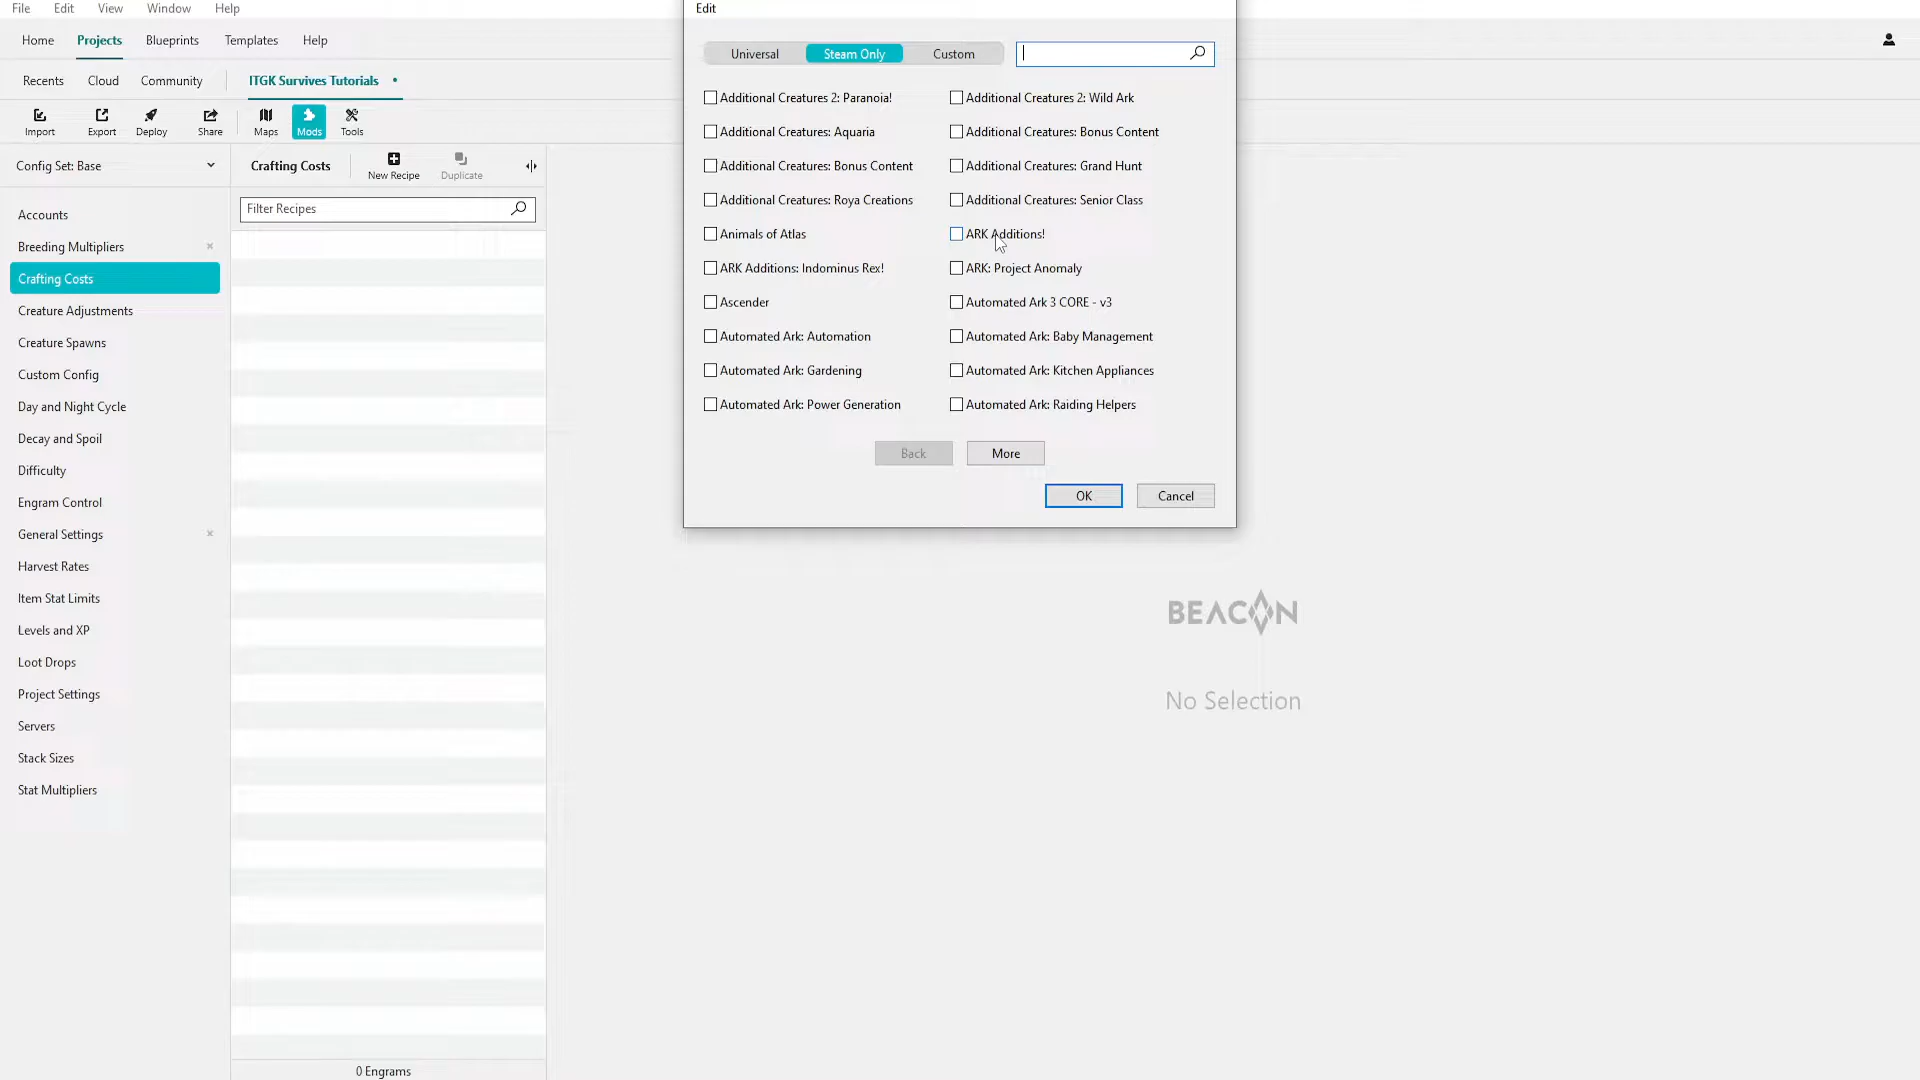 File Edit View Window Help
Edit
Home Projects Blueprints Templates Help
Universal Steam Only Custom
Recents Cloud Community ITGK Survives Tutorials •
Import Export Deploy Share Maps Mods Tools
Config Set: Base
Crafting Costs New Recipe Duplicate
Filter Recipes
Accounts
Breeding Multipliers ×
Crafting Costs
Creature Adjustments
Creature Spawns
Custom Config
Day and Night Cycle
Decay and Spoil
Difficulty
Engram Control
General Settings ×
Harvest Rates
Item Stat Limits
Levels and XP
Loot Drops
Project Settings
Servers
Stack Sizes
Stat Multipliers
0 Engrams
Additional Creatures 2: Paranoia! Additional Creatures 2: Wild Ark
Additional Creatures: Aquaria Additional Creatures: Bonus Content
Additional Creatures: Bonus Content Additional Creatures: Grand Hunt
Additional Creatures: Roya Creations Additional Creatures: Senior Class
Animals of Atlas ARK Additions!
ARK Additions: Indominus Rex! ARK: Project Anomaly
Ascender Automated Ark 3 CORE - v3
Automated Ark: Automation Automated Ark: Baby Management
Automated Ark: Gardening Automated Ark: Kitchen Appliances
Automated Ark: Power Generation Automated Ark: Raiding Helpers
Back More
OK Cancel
BEACON
No Selection